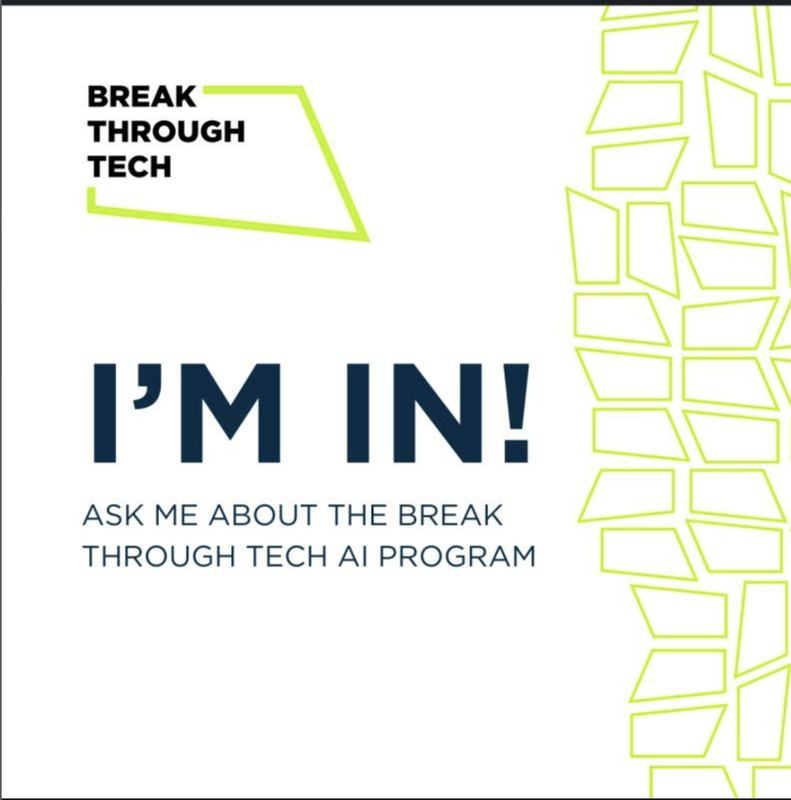 BREAK
THROUGH
TECH
I’M IN!
ASK ME ABOUT THE BREAK
THROUGH TECH AI PROGRAM